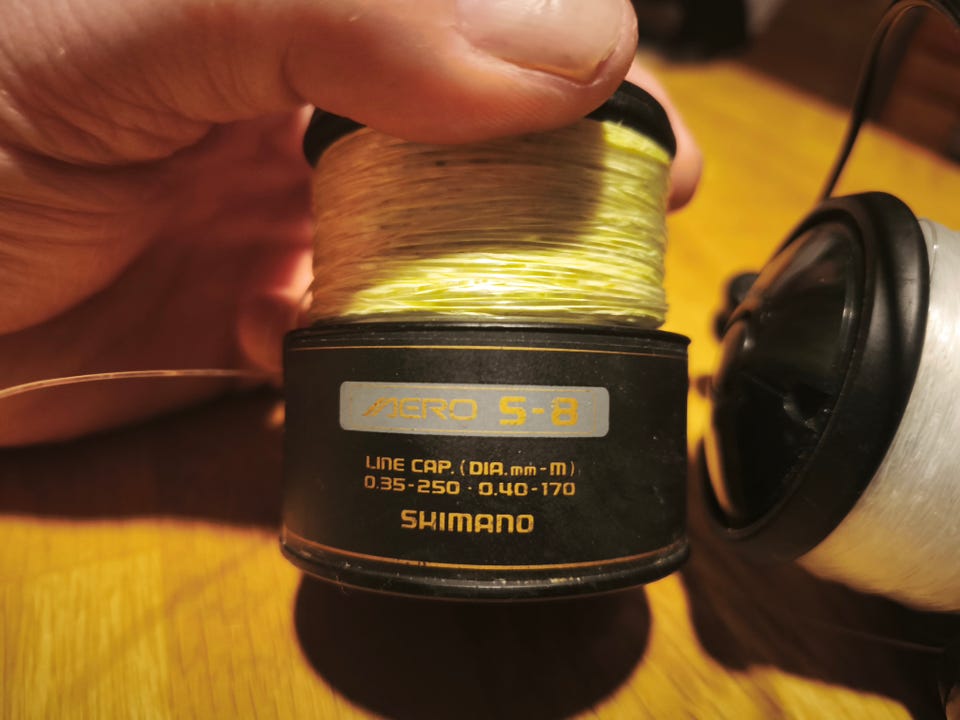 AERO S-8
LINE CAP. (DIA.mm-M)
0.35-250 · 0.40-170
SHIMANO